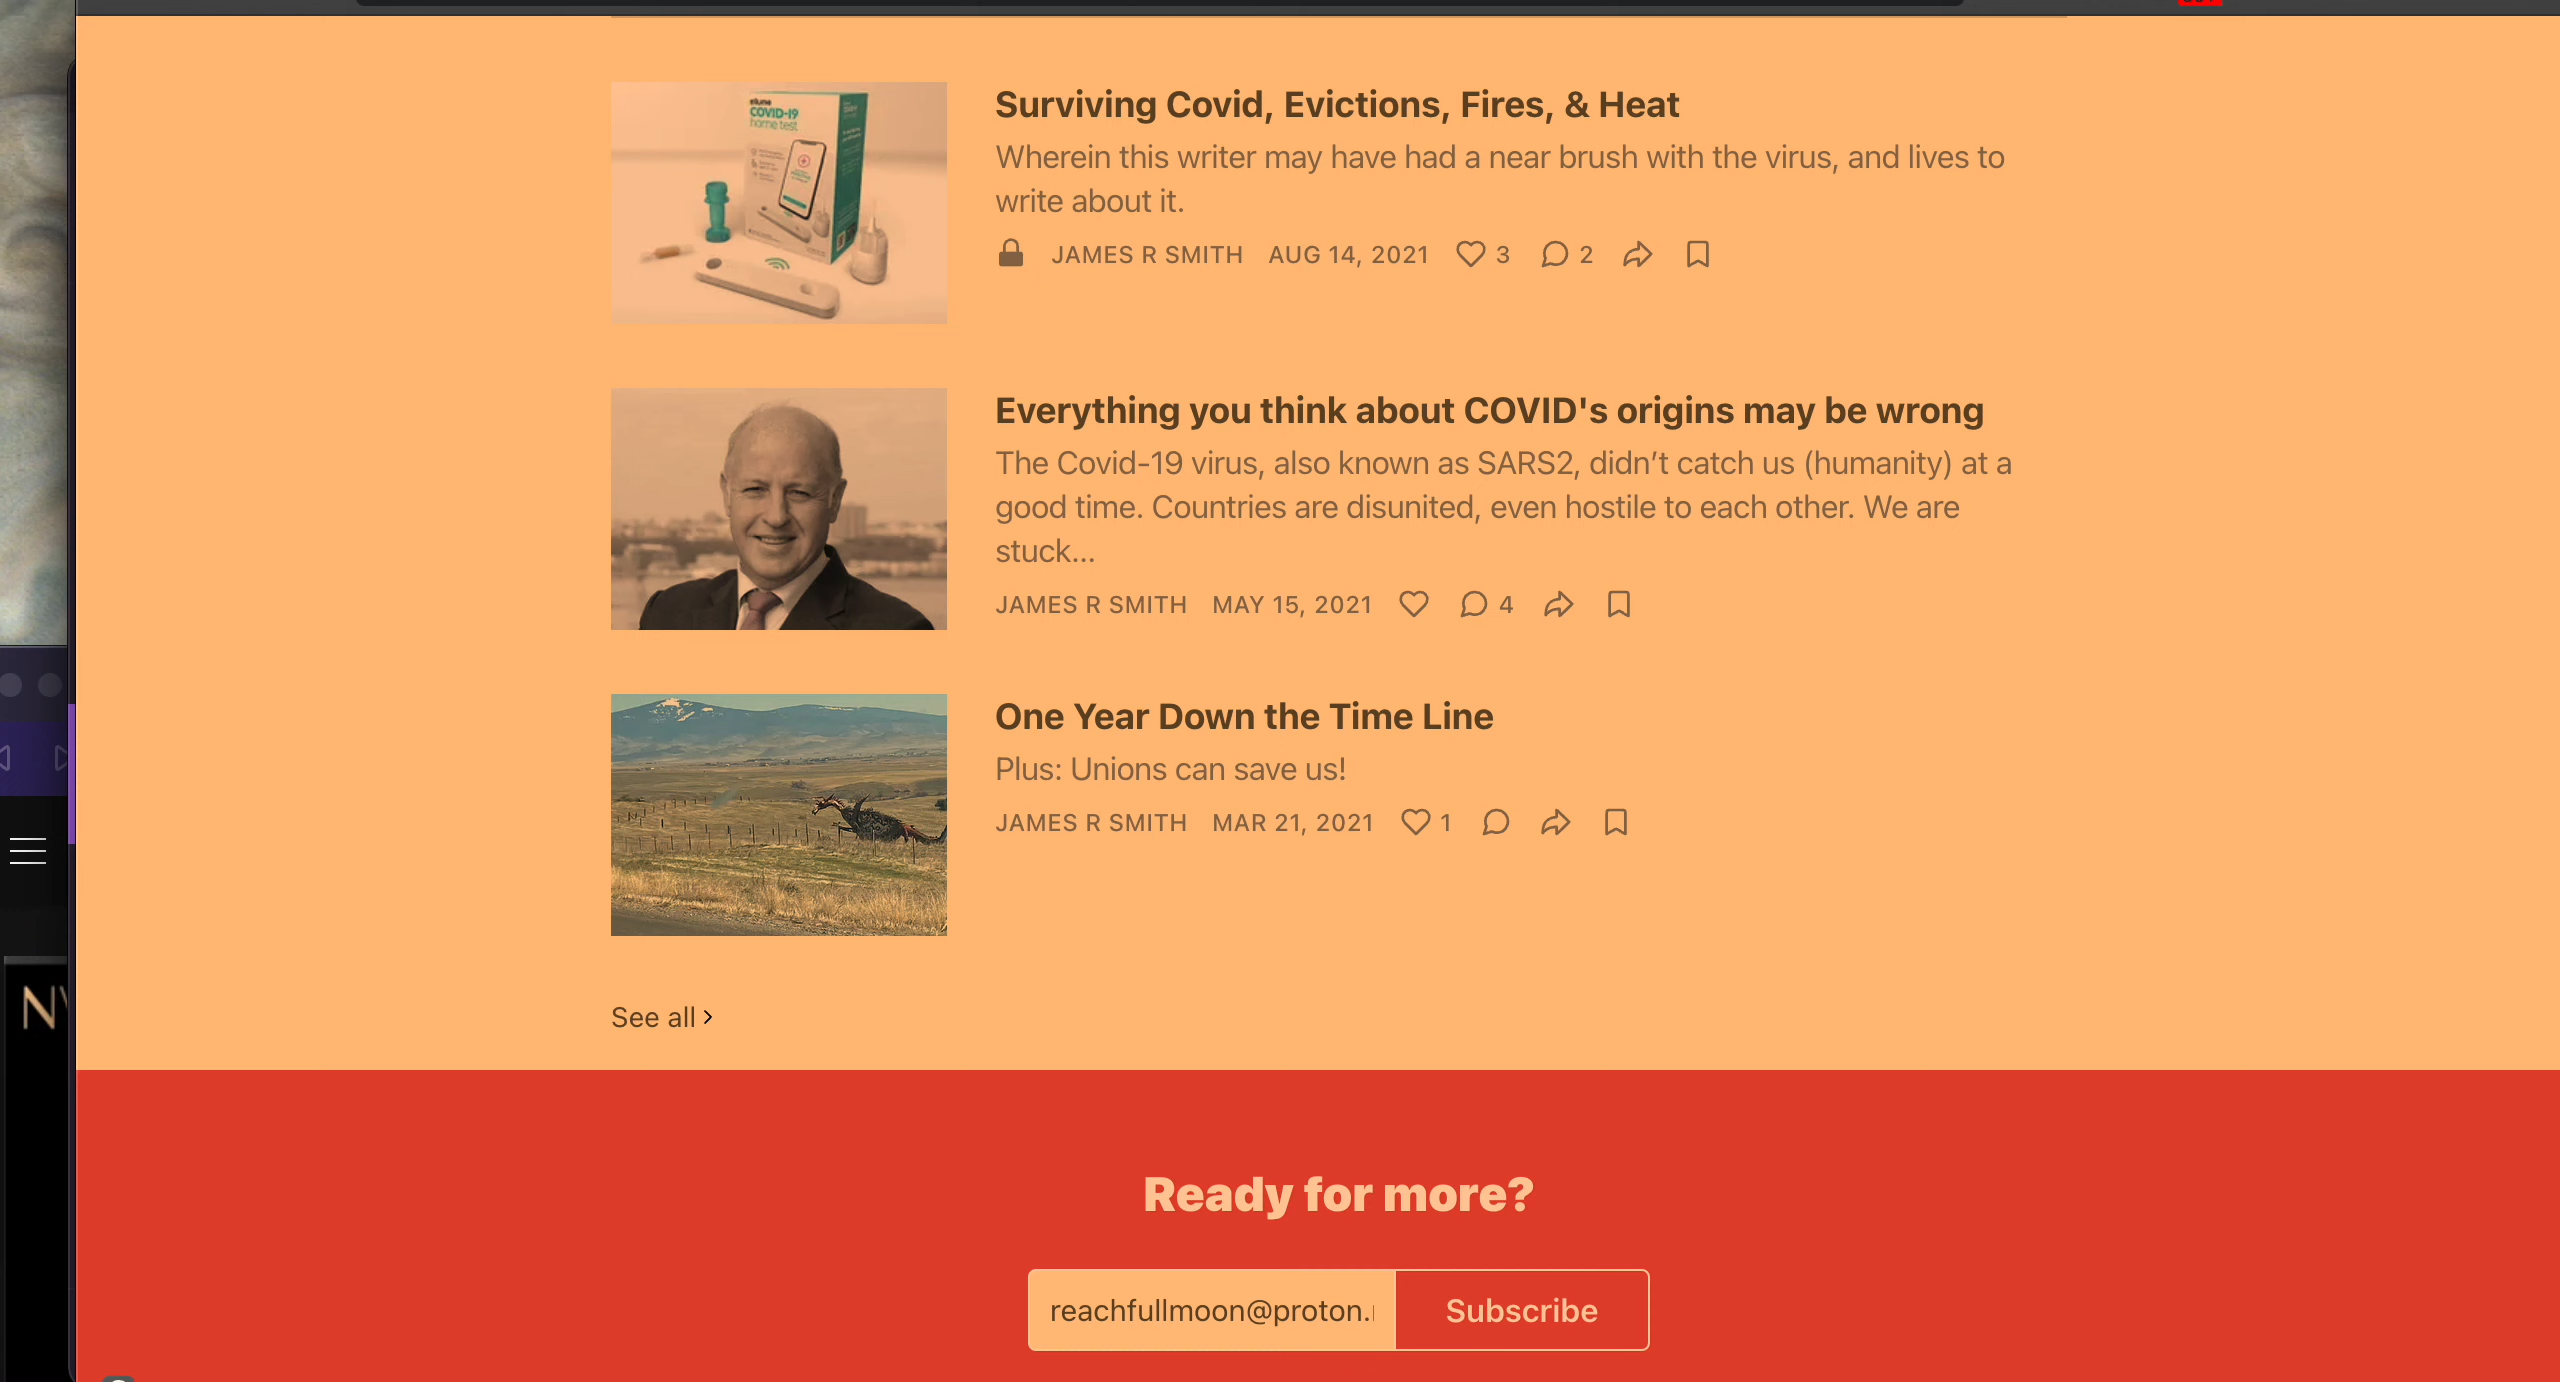 ellume
COVID-19
home test
Surviving Covid, Evictions, Fires, & Heat
Wherein this writer may have had a near brush with the virus, and lives to
write about it.
JAMES R SMITH AUG 14, 2021 3 2
Everything you think about COVID's origins may be wrong
The Covid-19 virus, also known as SARS2, didn’t catch us (humanity) at a
good time. Countries are disunited, even hostile to each other. We are
stuck…
JAMES R SMITH MAY 15, 2021 4
One Year Down the Time Line
Plus: Unions can save us!
JAMES R SMITH MAR 21, 2021 1
See all
Ready for more?
reachfullmoon@proton.
Subscribe